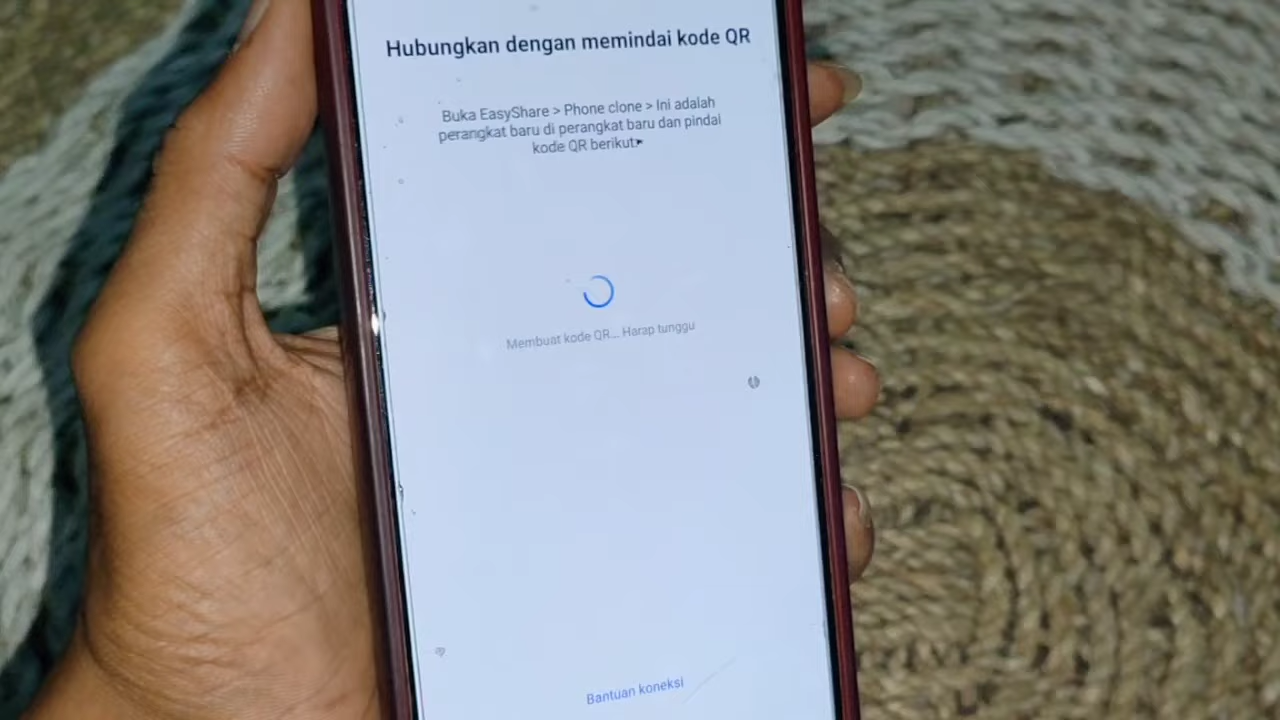 Hubungkan dengan memindai kode QR
Buka EasyShare > Phone clone > Ini adalah
perangkat baru di perangkat baru dan pindai
kode QR berikut:
Membuat kode QR... Harap tunggu
Bantuan koneksi